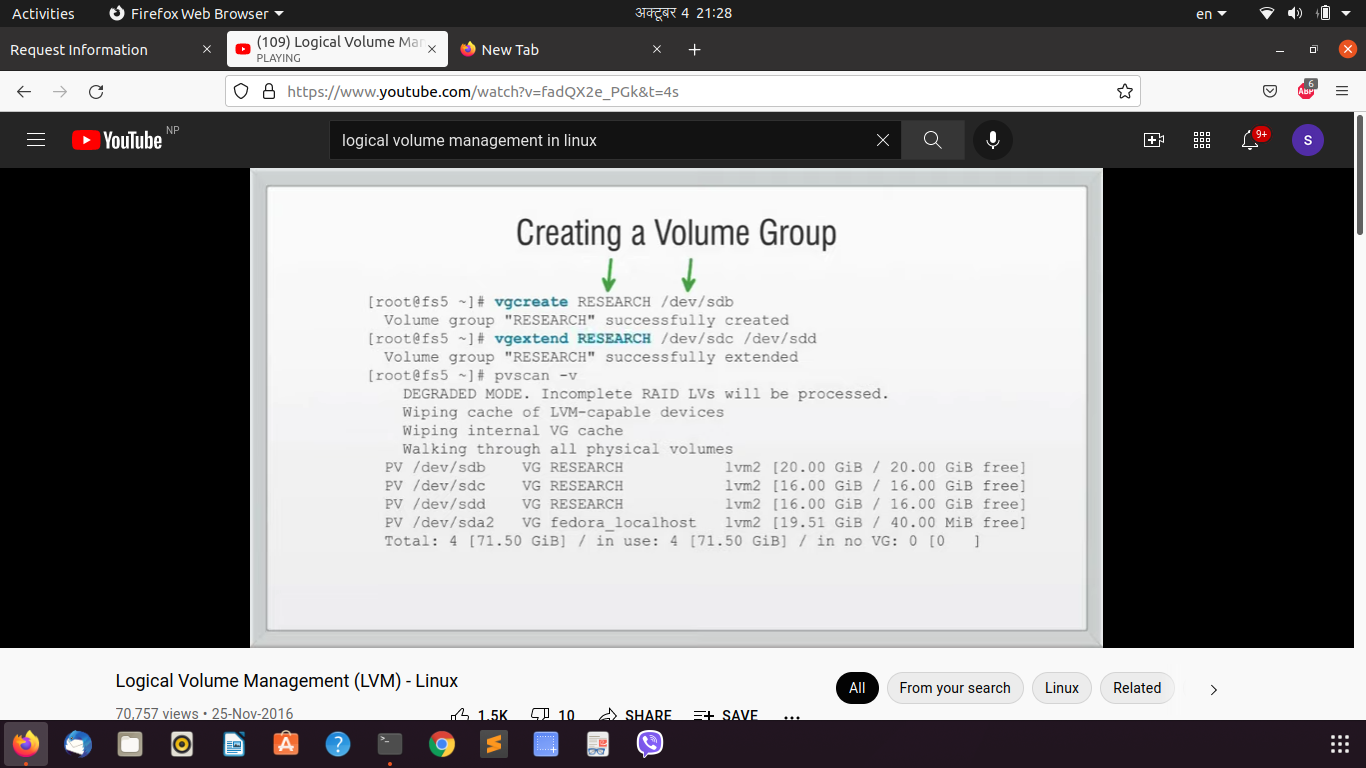 Activities
Firefox Web Browser
अक्टूबर 4 21:28
en
Request Information
(109) Logical Volume Mar
PLAYING
New Tab
https://www.youtube.com/watch?v=fadQX2e_PGk&t=4s
ABP
6
YouTube NP
logical volume management in linux
9+
S
Creating a Volume Group
[root@fs5 ~]# vgcreate RESEARCH /dev/sdb
Volume group "RESEARCH" successfully created
[root@fs5 ~]# vgextend RESEARCH /dev/sdc /dev/sdd
Volume group "RESEARCH" successfully extended
[root@fs5 ~]# pvscan -v
DEGRADED MODE. Incomplete RAID LVs will be processed.
Wiping cache of LVM-capable devices
Wiping internal VG cache
Walking through all physical volumes
PV /dev/sdb VG RESEARCH lvm2 [20.00 GiB / 20.00 GiB free]
PV /dev/sdc VG RESEARCH lvm2 [16.00 GiB / 16.00 GiB free]
PV /dev/sdd VG RESEARCH lvm2 [16.00 GiB / 16.00 GiB free]
PV /dev/sda2 VG fedora_localhost lvm2 [19.51 GiB / 40.00 MiB free]
Total: 4 [71.50 GiB] / in use: 4 [71.50 GiB] / in no VG: 0 [0 ]
Logical Volume Management (LVM) - Linux
All
From your search
Linux
Related
70,757 views • 25-Nov-2016
1.5K
10
SHARE
SAVE